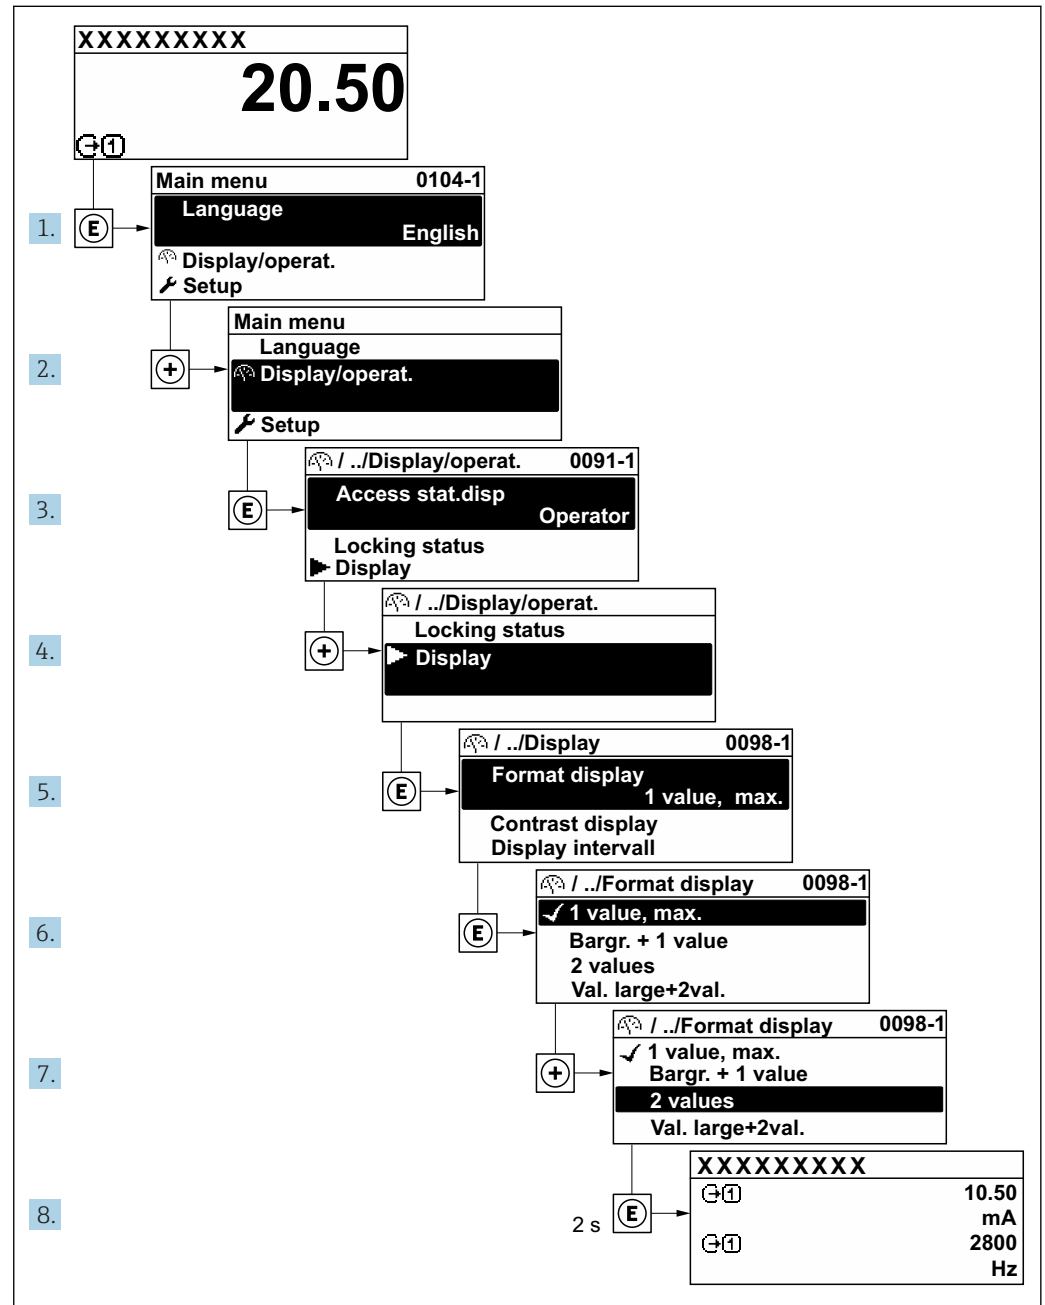 XXXXXXXXX
20.50
1
Main menu 0104-1
1. E Language
English
Display/operat.
Setup
Main menu
Language
2. + Display/operat.
Setup
/ ../Display/operat. 0091-1
Access stat.disp
3. E Operator
Locking status
Display
/ ../Display/operat.
Locking status
4. + Display
/ ../Display 0098-1
Format display
5. E 1 value, max.
Contrast display
Display intervall
/ ../Format display 0098-1
1 value, max.
6. E Bargr. + 1 value
2 values
Val. large+2val.
/ ../Format display 0098-1
1 value, max.
7. + Bargr. + 1 value
2 values
Val. large+2val.
XXXXXXXXX
1 10.50
8. 2 s E mA
1 2800
Hz